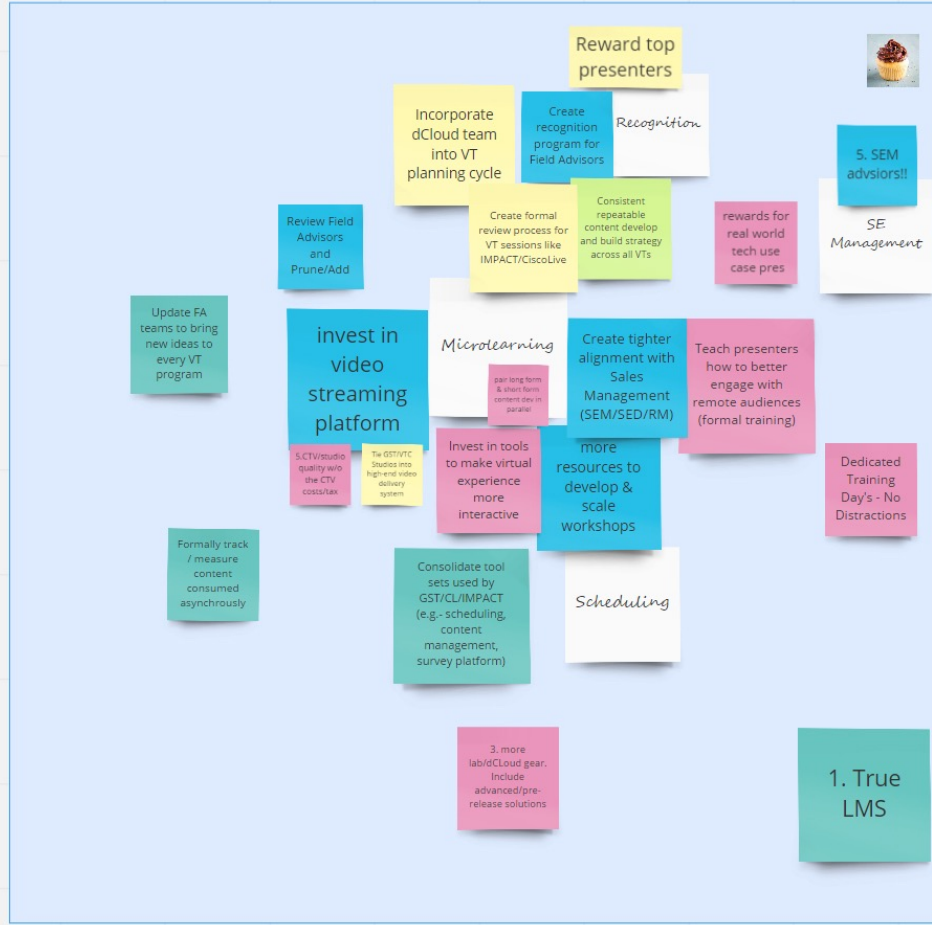 Reward top
presenters
Incorporate
dCloud team
into VT
planning cycle
Create
recognition
program for
Field Advisors
Recognition
5. SEM
advsiors!!
SE
Management
Review Field
Advisors
and
Prune/Add
Create formal
review process for
VT sessions like
IMPACT/CiscoLive
Consistent
repeatable
content develop
and build strategy
across all VTs
rewards for
real world
tech use
case pres
Update FA
teams to bring
new ideas to
every VT
program
invest in
video
streaming
platform
Microlearning
pair long form
& short form
content dev in
parallel
Create tighter
alignment with
Sales
Management
(SEM/SED/RM)
Teach presenters
how to better
engage with
remote audiences
(formal training)
5.CTV/studio
quality w/o
the CTV
costs/tax
Tie GST/VTC
Studios into
high-end video
delivery
system
Invest in tools
to make virtual
experience
more
interactive
more
resources to
develop &
scale
workshops
Dedicated
Training
Day's - No
Distractions
Formally track
/ measure
content
consumed
asynchrously
Consolidate tool
sets used by
GST/CL/IMPACT
(e.g.- scheduling,
content
management,
survey platform)
Scheduling
3. more
lab/dCLoud gear.
Include
advanced/pre-
release solutions
1. True
LMS